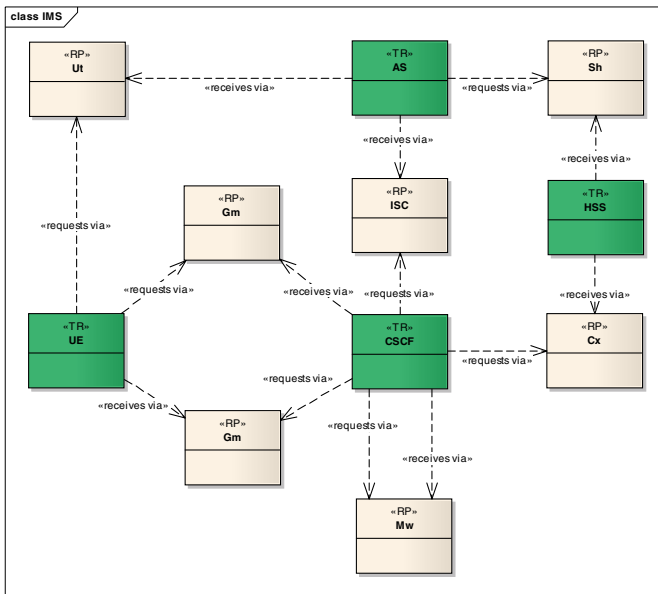 class IMS
«RP»
Ut
«TR»
AS
«RP»
Sh
«receives via»
«requests via»
«receives via»
«receives via»
«RP»
Gm
«RP»
ISC
«TR»
HSS
«requests via»
«requests via»
«receives via»
«requests via»
«receives via»
«TR»
UE
«TR»
CSCF
«RP»
Cx
«requests via»
«requests via»
«receives via»
«RP»
Gm
«requests via»
«receives via»
«RP»
Mw